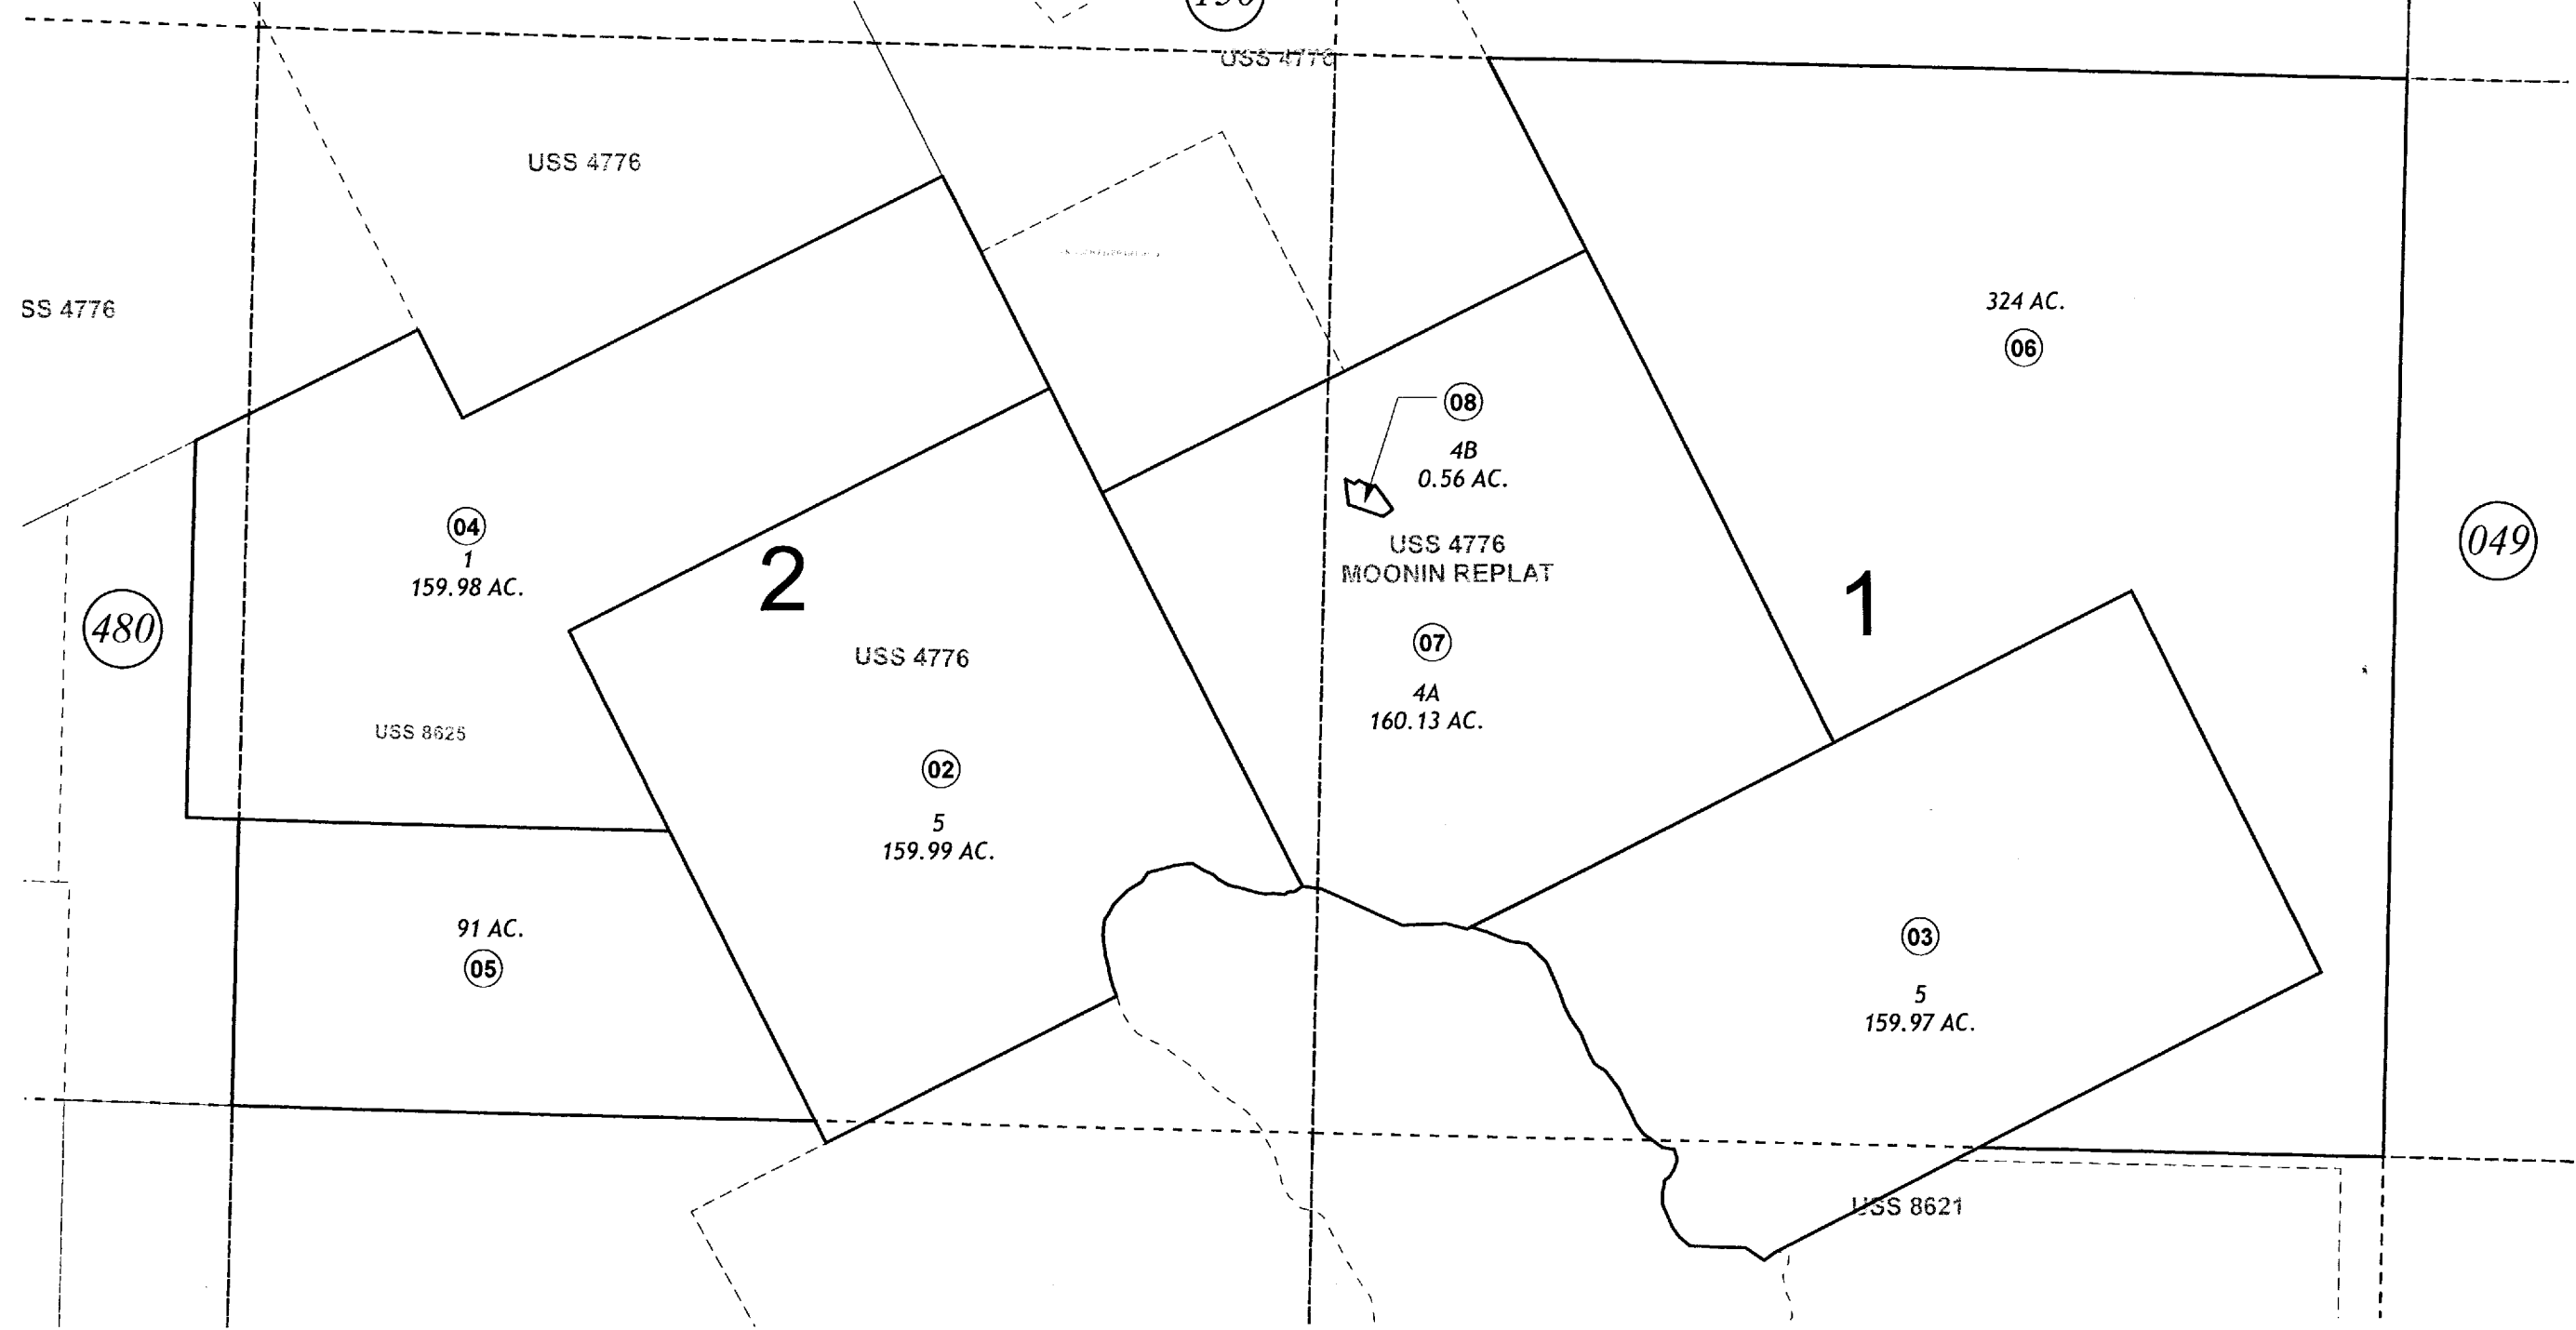 USS 4776
USS 4776
SS 4776
324 AC.
06
08
4B
0.56 AC.
USS 4776
MOONIN REPLAT
049
04
1
159.98 AC.
2
1
480
USS 4776
07
4A
160.13 AC.
USS 8625
02
5
159.99 AC.
91 AC.
05
03
5
159.97 AC.
USS 8621